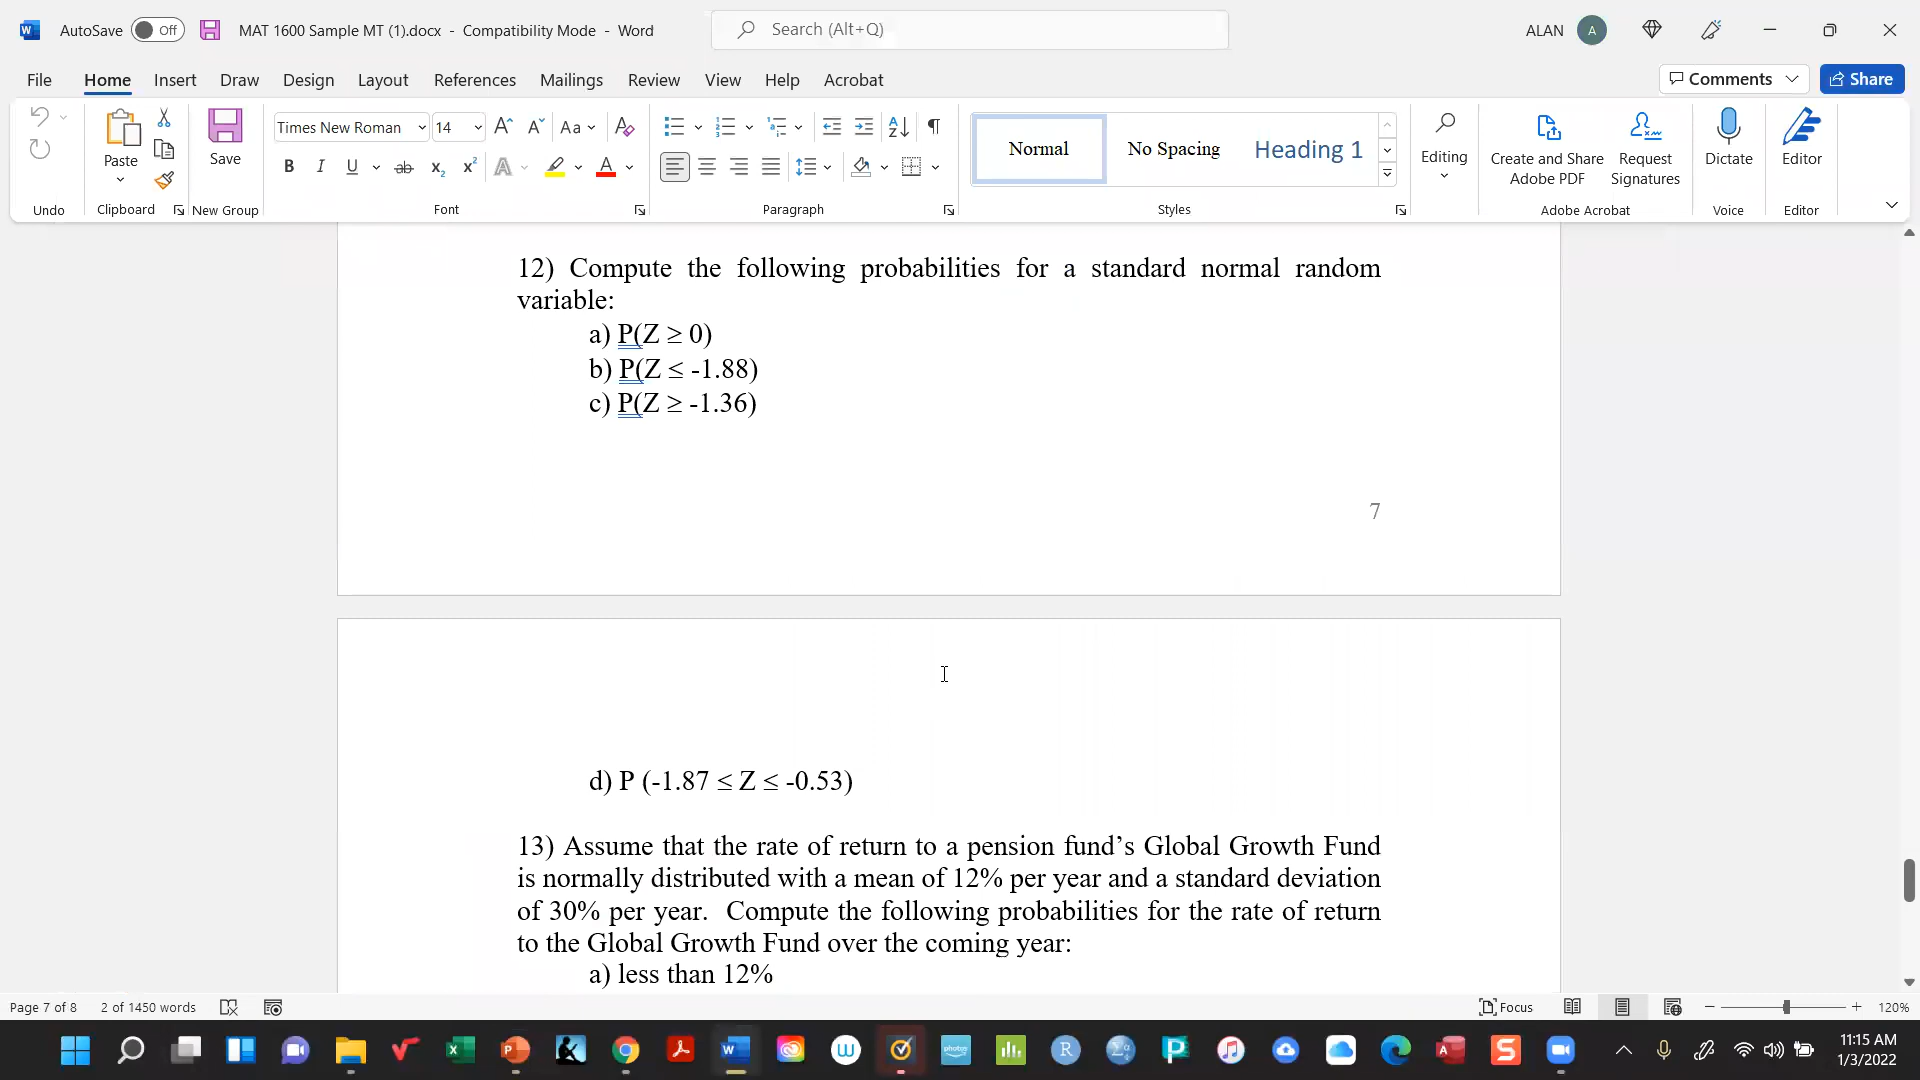 AutoSave Off MAT 1600 Sample MT (1).docx - Compatibility Mode - Word Search (Alt+Q) ALAN A
File Home Insert Draw Design Layout References Mailings Review View Help Acrobat Comments Share
Times New Roman 14 Aa
Paste Save B I U ab x₂ x² A A Normal No Spacing Heading 1 Editing Create and Share Adobe PDF Request Signatures Dictate Editor
Undo Clipboard New Group Font Paragraph Styles Adobe Acrobat Voice Editor
12) Compute the following probabilities for a standard normal random
variable:
a) P(Z ≥ 0)
b) P(Z ≤ -1.88)
c) P(Z ≥ -1.36)
7
d) P (-1.87 ≤ Z ≤ -0.53)
13) Assume that the rate of return to a pension fund’s Global Growth Fund
is normally distributed with a mean of 12% per year and a standard deviation
of 30% per year. Compute the following probabilities for the rate of return
to the Global Growth Fund over the coming year:
a) less than 12%
Page 7 of 8 2 of 1450 words Focus 120%
11:15 AM
1/3/2022